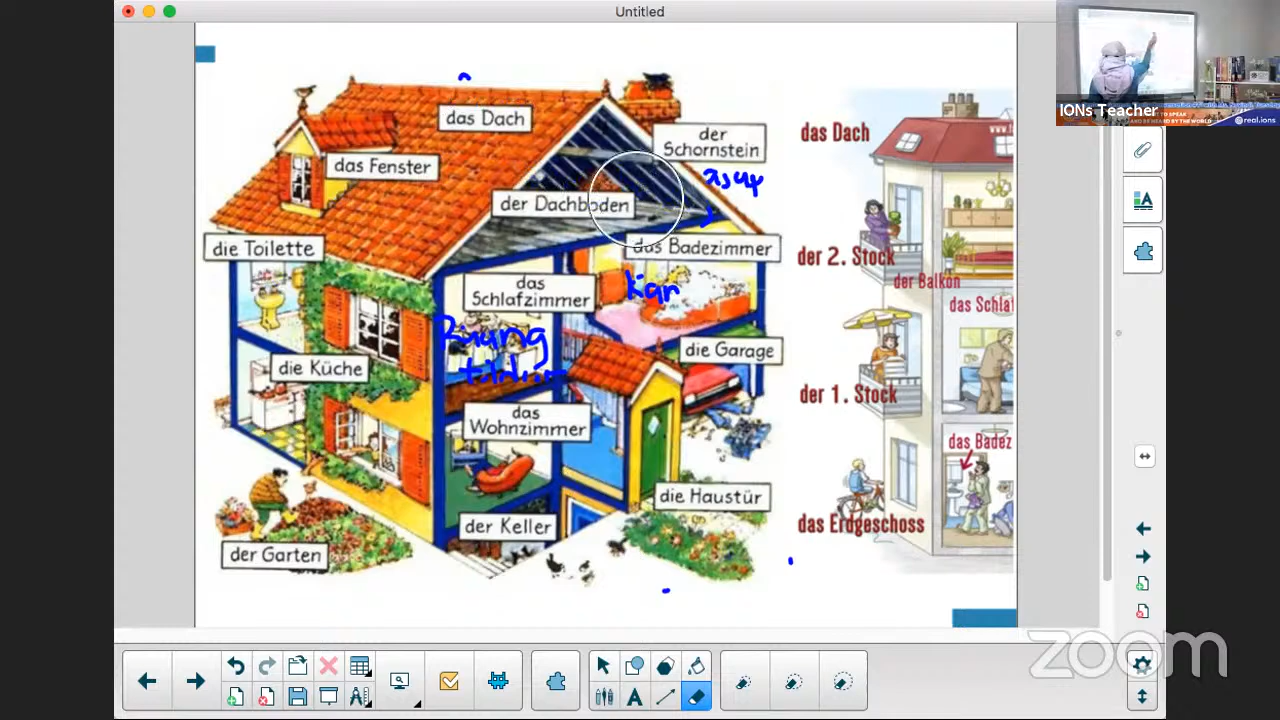 Untitled
das Dach
der
Schornstein
das Fenster
der Dachboden
die Toilette
das Badezimmer
das
Schlafzimmer
Ruang
die Garage
die Küche
das
Wohnzimmer
die Haustür
der Keller
der Garten
das Dach
der 2. Stock
der Balkon
das Schlaf
der 1. Stock
das Badez
das Erdgeschoss
IONs Teacher
real.ions
zoom